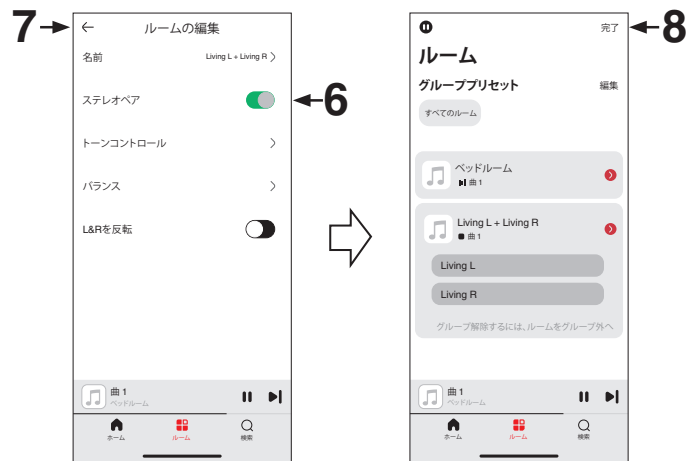 7
← ルームの編集
名前 Living L + Living R
ステレオペア
6
トーンコントロール
バランス
L&Rを反転
曲 1
ベッドルーム
ホーム ルーム 検索
完了
8
ルーム
グループプリセット 編集
すべてのルーム
ベッドルーム
曲 1
Living L + Living R
曲 1
Living L
Living R
グループ解除するには、ルームをグループ外へ
曲 1
ベッドルーム
ホーム ルーム 検索